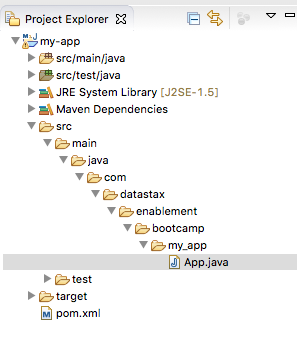 Project Explorer
my-app
src/main/java
src/test/java
JRE System Library [J2SE-1.5]
Maven Dependencies
src
main
java
com
datastax
enablement
bootcamp
my_app
App.java
test
target
pom.xml